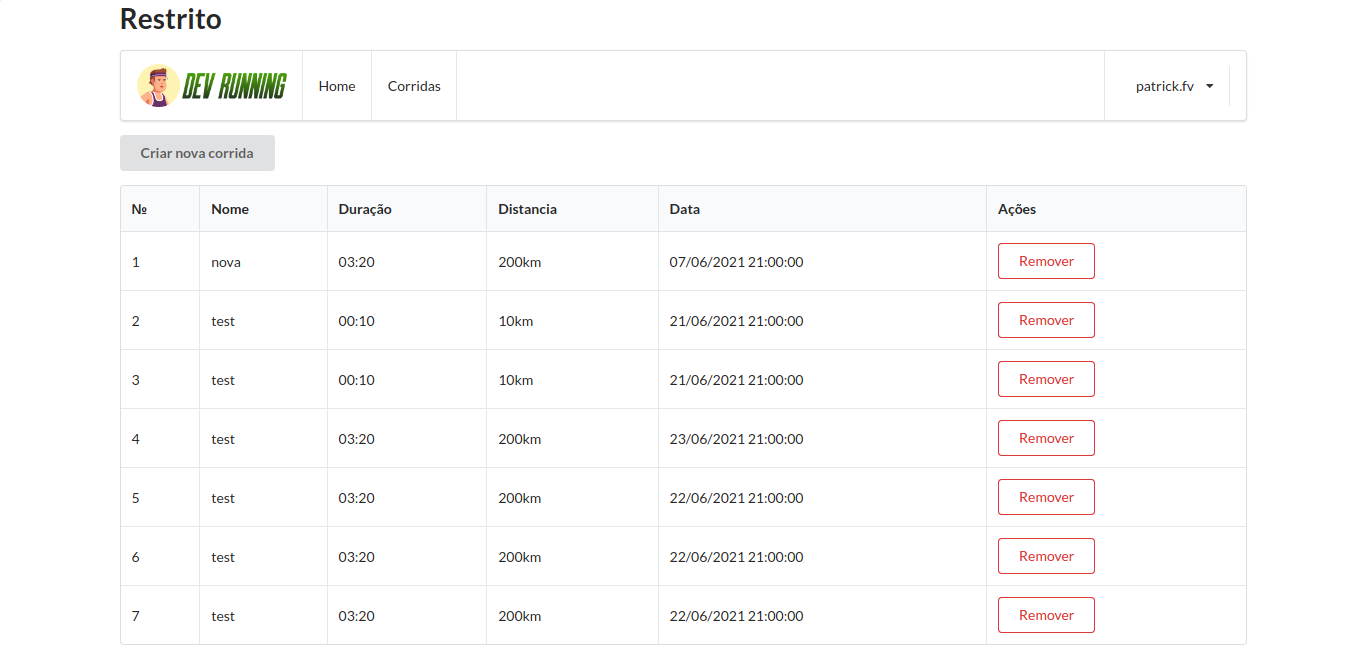 Restrito
DEV RUNNING Home Corridas patrick.fv
Criar nova corrida
№ Nome Duração Distancia Data Ações
1 nova 03:20 200km 07/06/2021 21:00:00 Remover
2 test 00:10 10km 21/06/2021 21:00:00 Remover
3 test 00:10 10km 21/06/2021 21:00:00 Remover
4 test 03:20 200km 23/06/2021 21:00:00 Remover
5 test 03:20 200km 22/06/2021 21:00:00 Remover
6 test 03:20 200km 22/06/2021 21:00:00 Remover
7 test 03:20 200km 22/06/2021 21:00:00 Remover